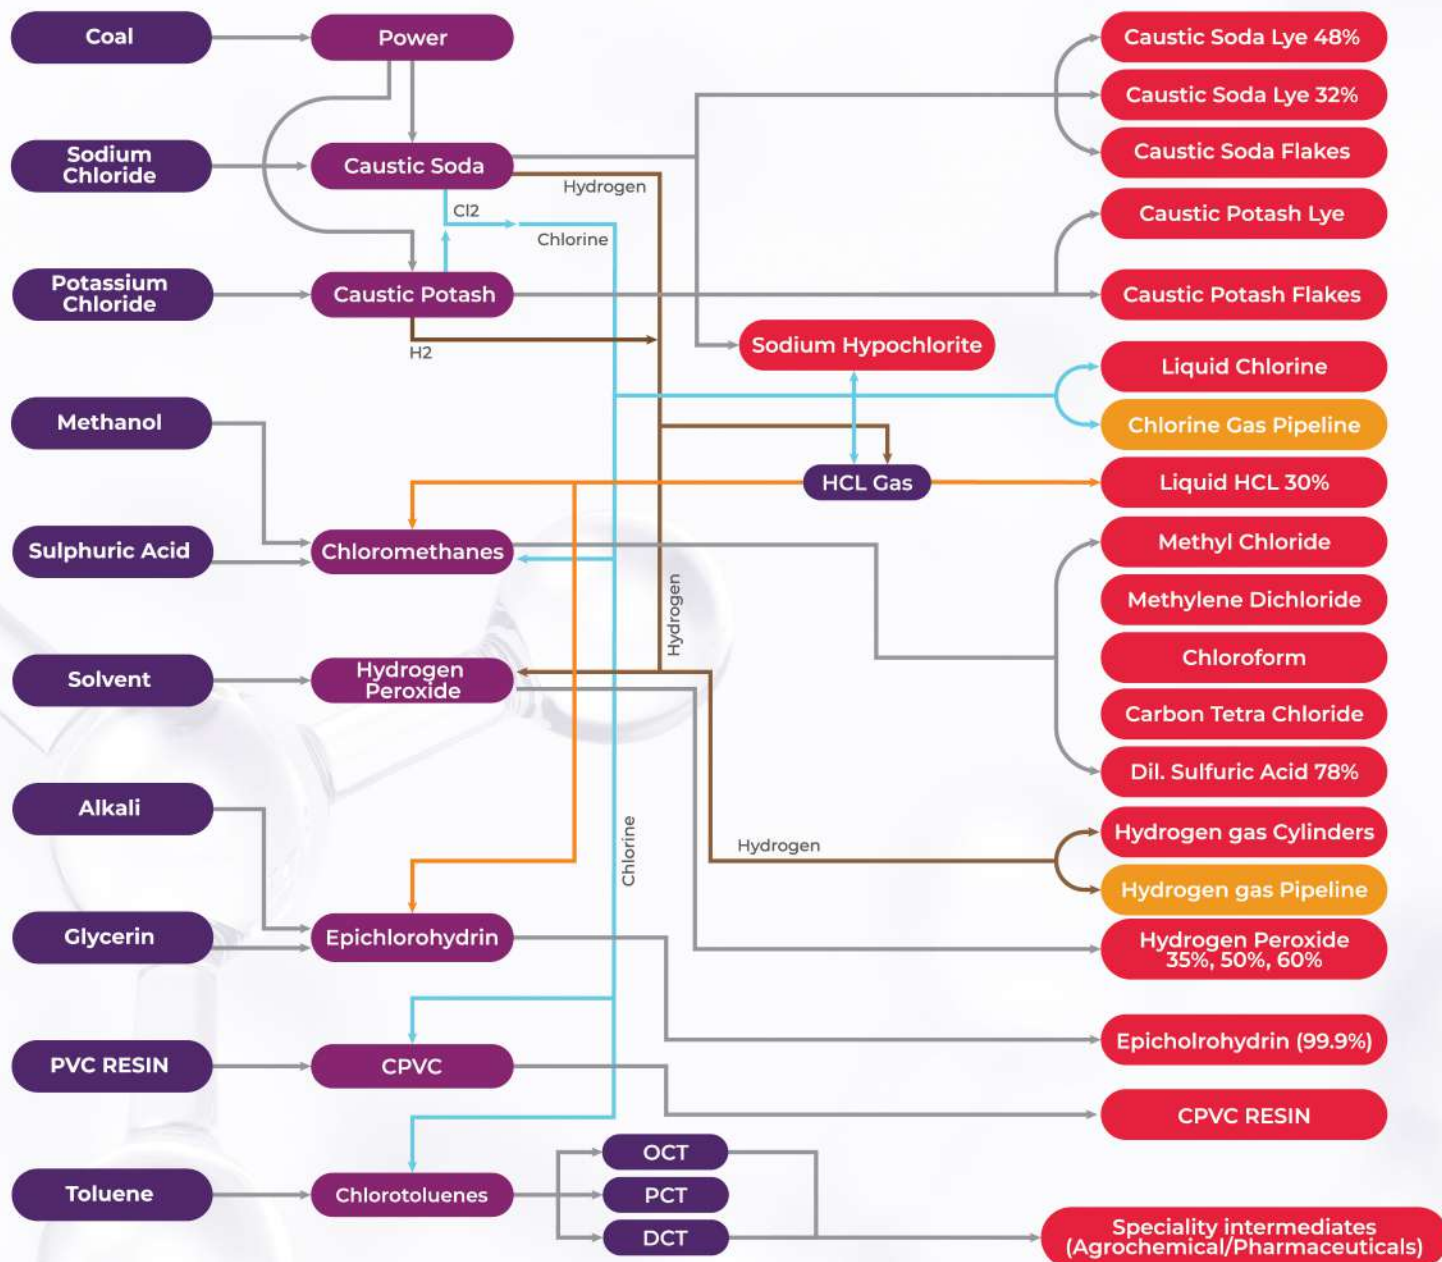 Coal
Power
Caustic Soda Lye 48%
Caustic Soda Lye 32%
Sodium
Chloride
Caustic Soda
Caustic Soda Flakes
Hydrogen
Cl2
Chlorine
Caustic Potash Lye
Potassium
Chloride
Caustic Potash
Caustic Potash Flakes
H2
Sodium Hypochlorite
Liquid Chlorine
Methanol
Chlorine Gas Pipeline
HCL Gas
Liquid HCL 30%
Sulphuric Acid
Chloromethanes
Methyl Chloride
Methylene Dichloride
Hydrogen
Chloroform
Solvent
Hydrogen
Peroxide
Carbon Tetra Chloride
Dil. Sulfuric Acid 78%
Alkali
Chlorine
Hydrogen
Hydrogen gas Cylinders
Hydrogen gas Pipeline
Glycerin
Epichlorohydrin
Hydrogen Peroxide
35%, 50%, 60%
Epicholrohydrin (99.9%)
PVC RESIN
CPVC
CPVC RESIN
Toluene
Chlorotoluenes
OCT
PCT
DCT
Speciality intermediates
(Agrochemical/Pharmaceuticals)